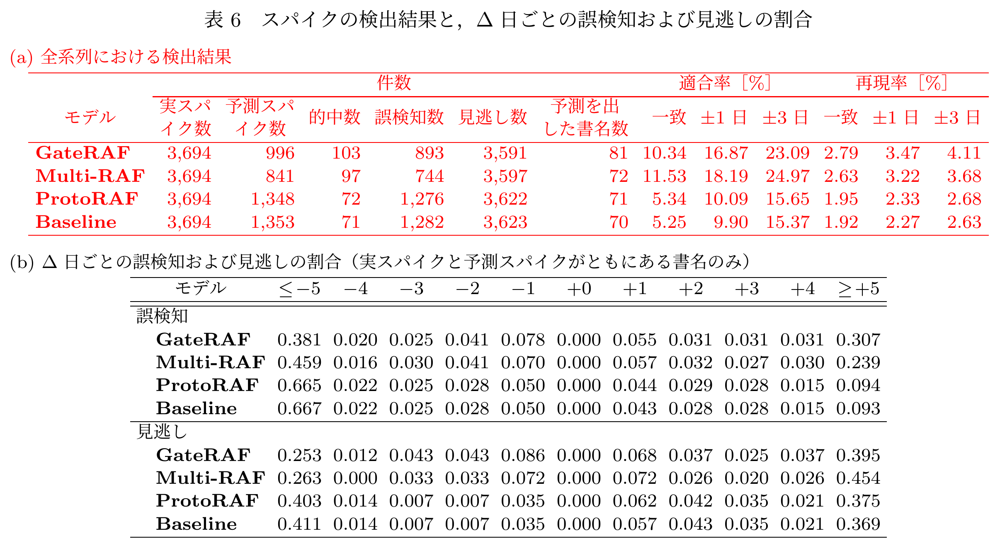 表 6　スパイクの検出結果と，Δ 日ごとの誤検知および見逃しの割合
(a) 全系列における検出結果
件数 適合率［%］ 再現率［%］
モデル 実スパイク数 予測スパイク数 的中数 誤検知数 見逃し数 予測を出した書名数 一致 ±1 日 ±3 日 一致 ±1 日 ±3 日
GateRAF 3,694 996 103 893 3,591 81 10.34 16.87 23.09 2.79 3.47 4.11
Multi-RAF 3,694 841 97 744 3,597 72 11.53 18.19 24.97 2.63 3.22 3.68
ProtoRAF 3,694 1,348 72 1,276 3,622 71 5.34 10.09 15.65 1.95 2.33 2.68
Baseline 3,694 1,353 71 1,282 3,623 70 5.25 9.90 15.37 1.92 2.27 2.63
(b) Δ 日ごとの誤検知および見逃しの割合（実スパイクと予測スパイクがともにある書名のみ）
モデル ≤−5 −4 −3 −2 −1 +0 +1 +2 +3 +4 ≥+5
誤検知
GateRAF 0.381 0.020 0.025 0.041 0.078 0.000 0.055 0.031 0.031 0.031 0.307
Multi-RAF 0.459 0.016 0.030 0.041 0.070 0.000 0.057 0.032 0.027 0.030 0.239
ProtoRAF 0.665 0.022 0.025 0.028 0.050 0.000 0.044 0.029 0.028 0.015 0.094
Baseline 0.667 0.022 0.025 0.028 0.050 0.000 0.043 0.028 0.028 0.015 0.093
見逃し
GateRAF 0.253 0.012 0.043 0.043 0.086 0.000 0.068 0.037 0.025 0.037 0.395
Multi-RAF 0.263 0.000 0.033 0.033 0.072 0.000 0.072 0.026 0.020 0.026 0.454
ProtoRAF 0.403 0.014 0.007 0.007 0.035 0.000 0.062 0.042 0.035 0.021 0.375
Baseline 0.411 0.014 0.007 0.007 0.035 0.000 0.057 0.043 0.035 0.021 0.369